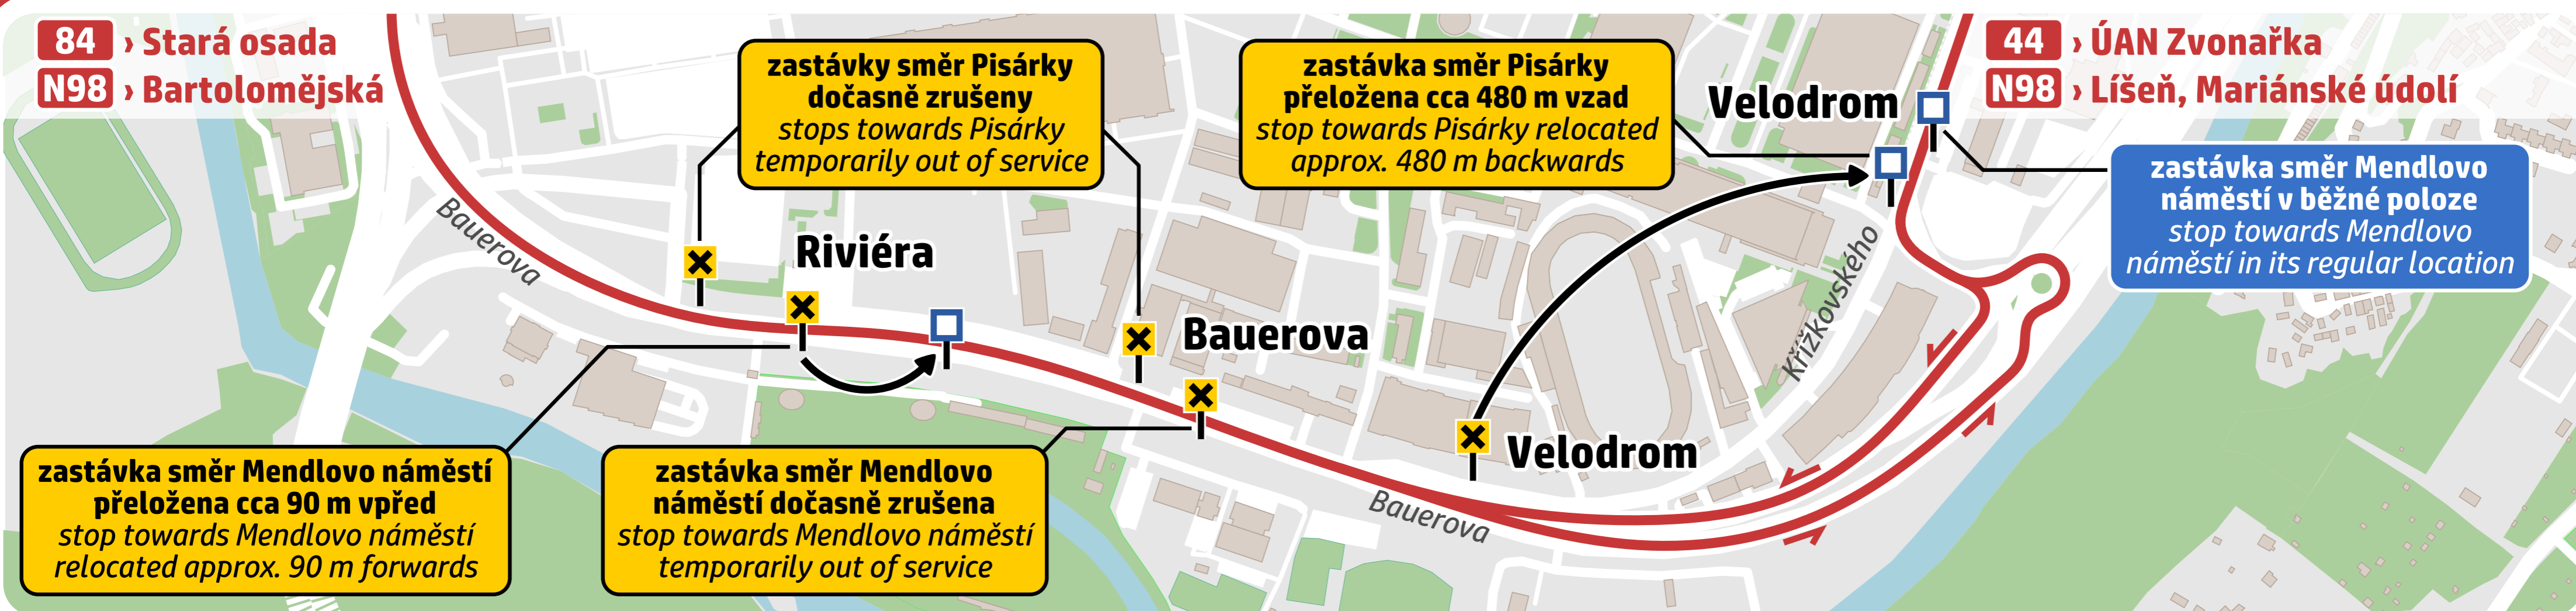 84 › Stará osada
N98 › Bartolomějská
zastávky směr Pisárky
dočasně zrušeny
stops towards Pisárky
temporarily out of service
zastávka směr Pisárky
přeložena cca 480 m vzad
stop towards Pisárky relocated
approx. 480 m backwards
Velodrom
44 › ÚAN Zvonařka
N98 › Líšeň, Mariánské údolí
zastávka směr Mendlovo
náměstí v běžné poloze
stop towards Mendlovo
náměstí in its regular location
Bauerova
Riviéra
Bauerova
Křížkovského
Velodrom
Bauerova
zastávka směr Mendlovo náměstí
přeložena cca 90 m vpřed
stop towards Mendlovo náměstí
relocated approx. 90 m forwards
zastávka směr Mendlovo
náměstí dočasně zrušena
stop towards Mendlovo náměstí
temporarily out of service